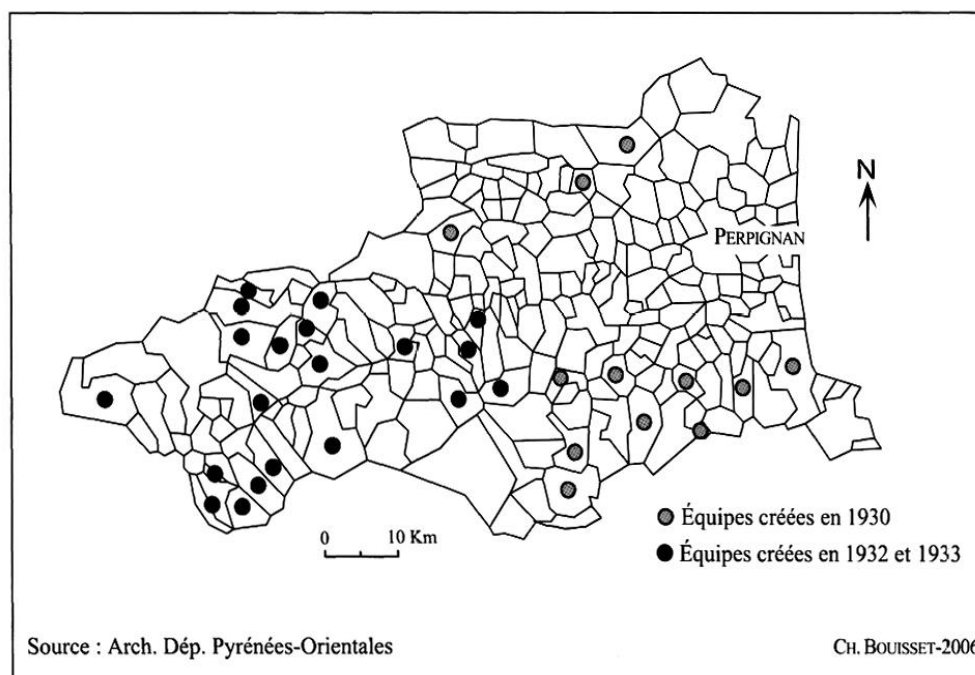 N
PERPIGNAN
Équipes créées en 1930
0 10 Km
Équipes créées en 1932 et 1933
Source : Arch. Dép. Pyrénées-Orientales
CH. BOUISSET-2006